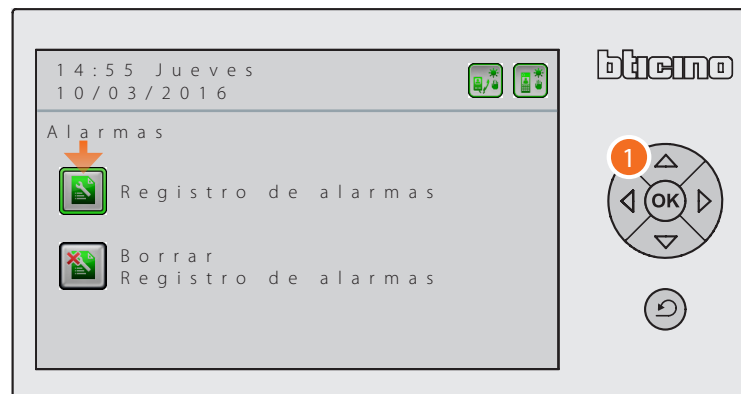 14:55 Jueves
10/03/2016
bticino
Alarmas
1
Registro de alarmas
OK
Borrar
Registro de alarmas